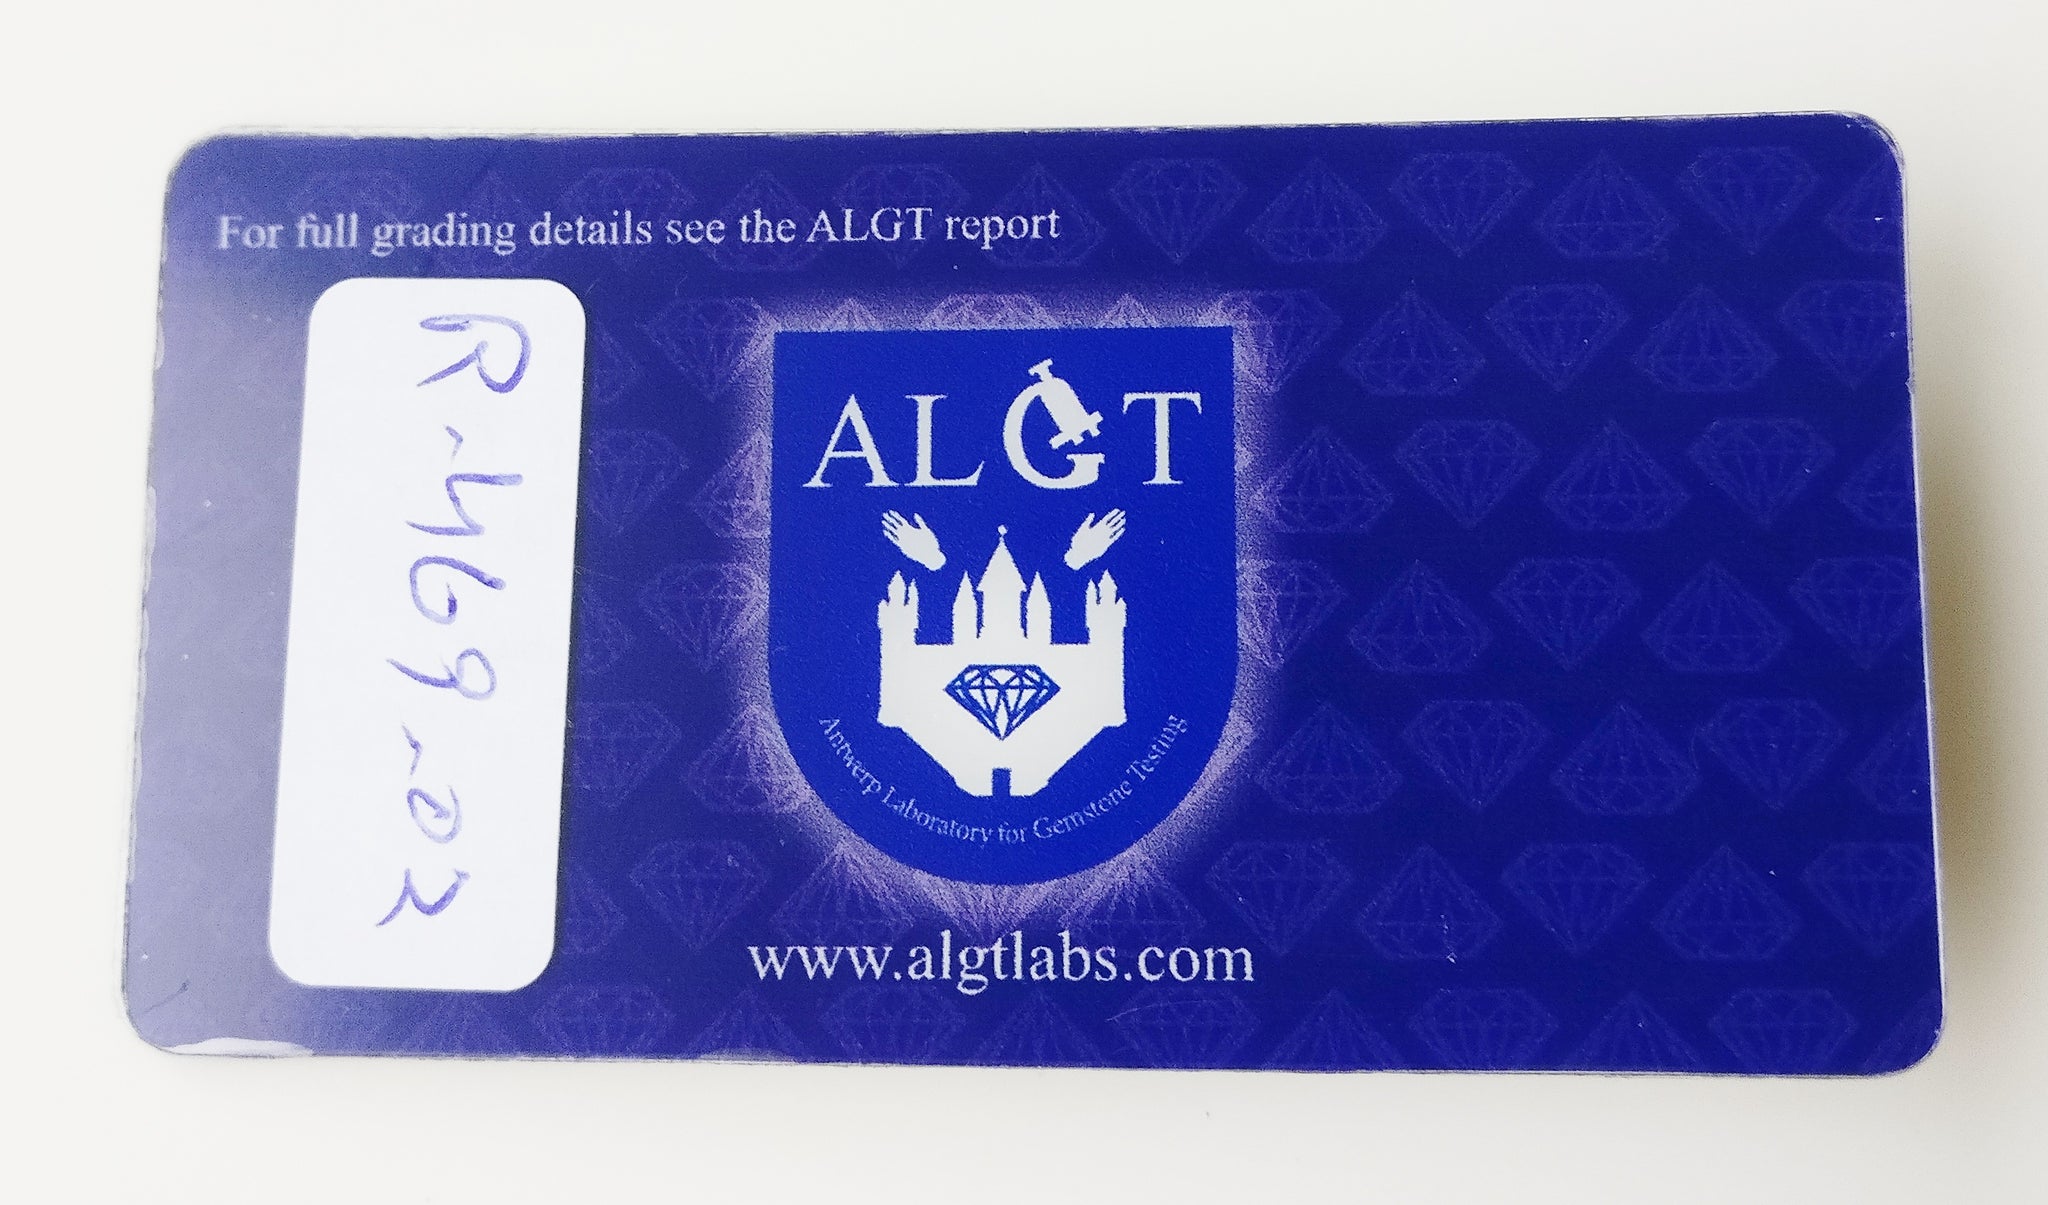 For full grading details see the ALGT report
R-469-02
ALGT
Antwerp Laboratory for Gemstone Testing
www.algtlabs.com